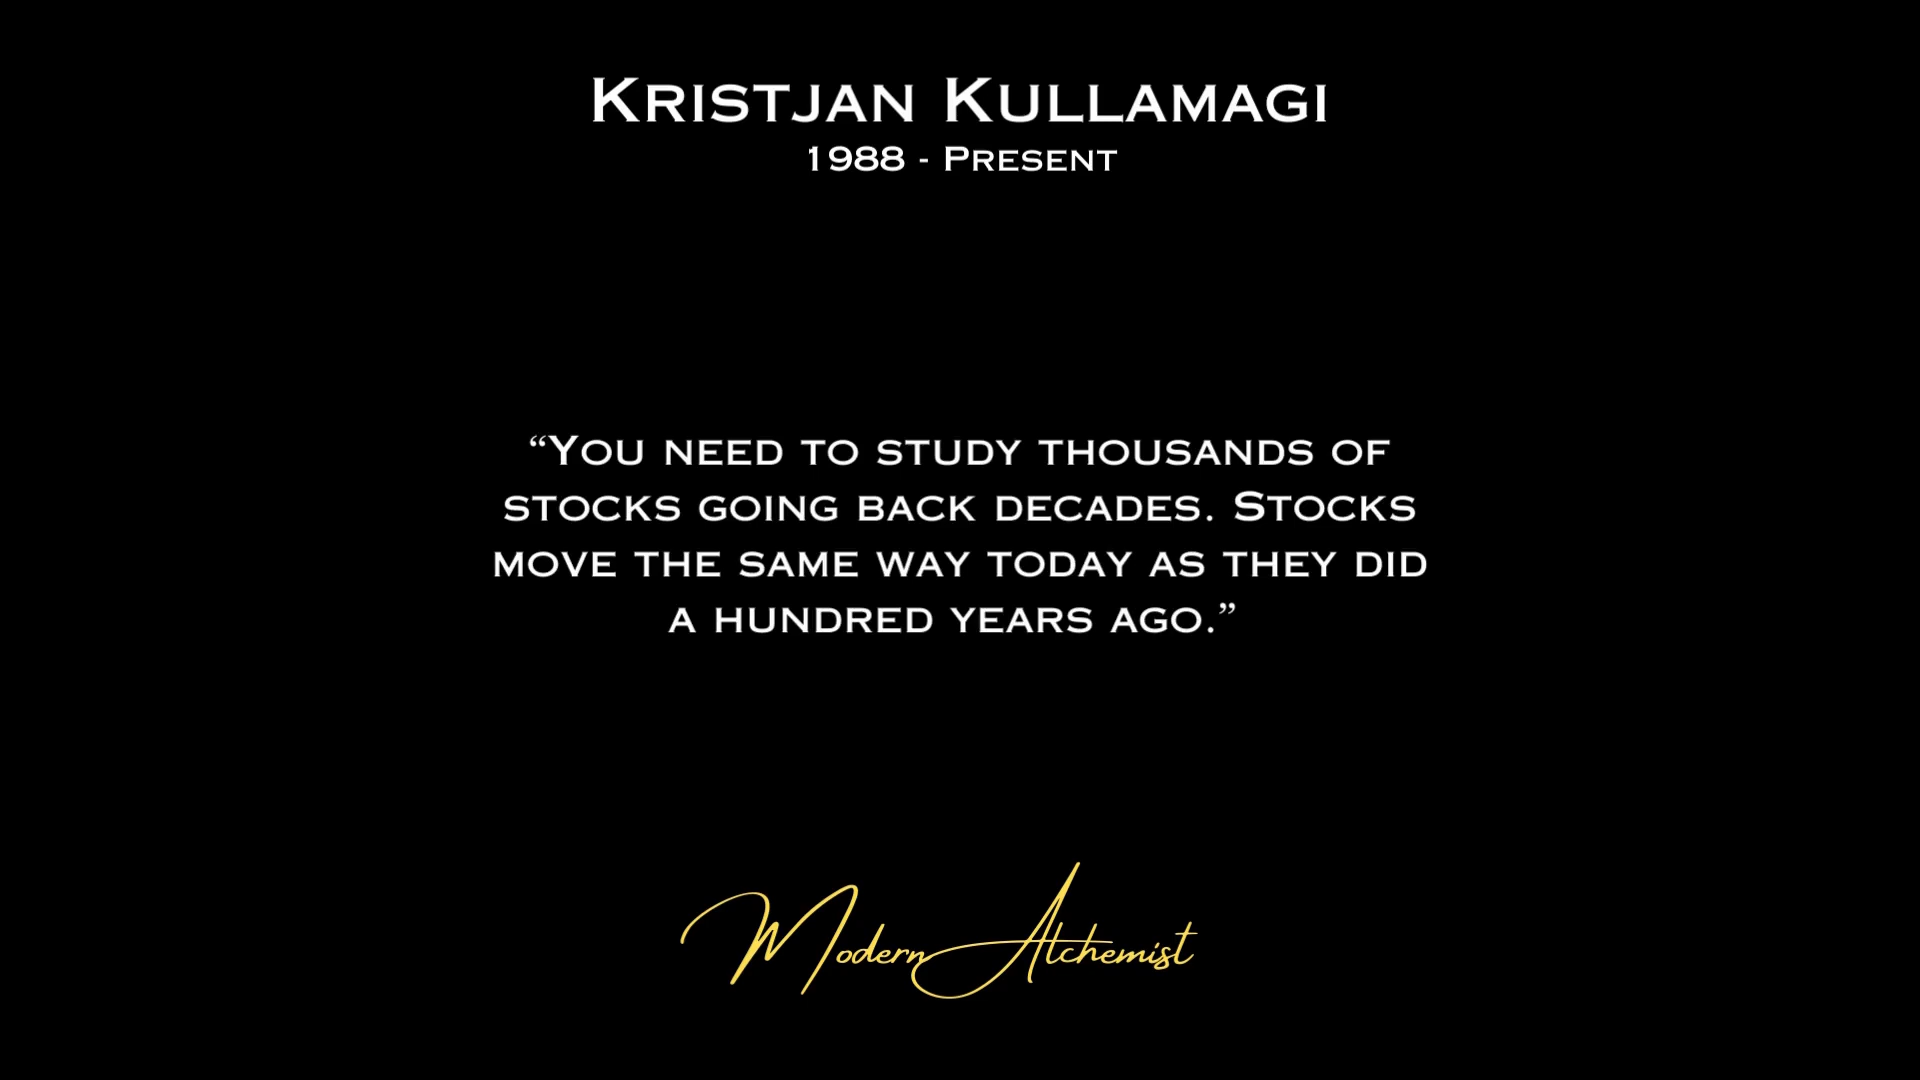 Kristjan Kullamagi
1988 - Present
“You need to study thousands of
stocks going back decades. Stocks
move the same way today as they did
a hundred years ago.”
Modern Alchemist